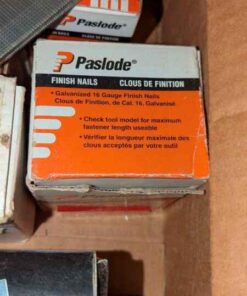 Paslode®
FINISH NAILS
CLOUS DE FINITION
• Galvanized 16 Gauge Finish Nails
Clous de Finition, de Cal. 16, Galvanisé
• Check tool model for maximum
fastener length useable
• Vérifier la longueur maximale des
clous acceptés par votre outil
Paslode